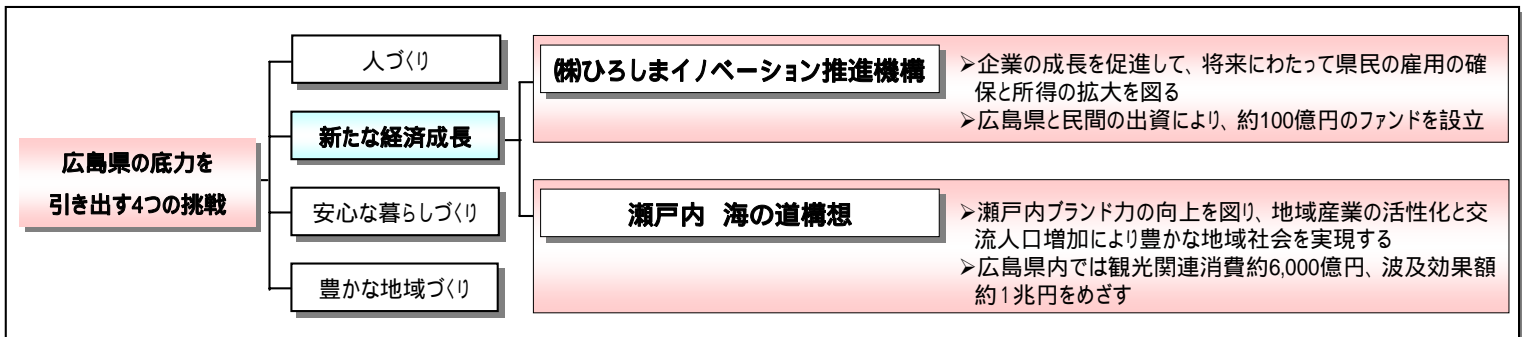 広島県の底力を
引き出す4つの挑戦
人づくり
新たな経済成長
安心な暮らしづくり
豊かな地域づくり
㈱ひろしまイノベーション推進機構
➢企業の成長を促進して、将来にわたって県民の雇用の確
保と所得の拡大を図る
➢広島県と民間の出資により、約100億円のファンドを設立
瀬戸内 海の道構想
➢瀬戸内ブランド力の向上を図り、地域産業の活性化と交
流人口増加により豊かな地域社会を実現する
➢広島県内では観光関連消費約6,000億円、波及効果額
約1兆円をめざす